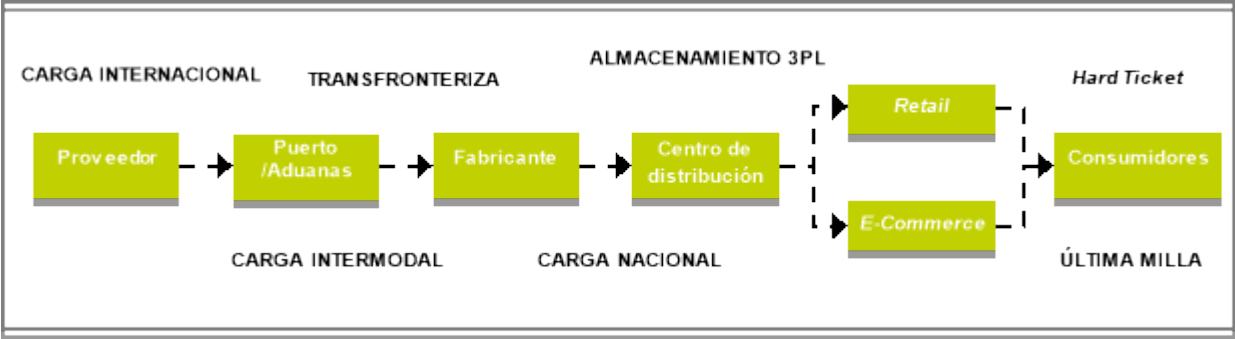 CARGA INTERNACIONAL
TRANSFRONTERIZA
ALMACENAMIENTO 3PL
Hard Ticket
Proveedor
Puerto
/Aduanas
Fabricante
Centro de
distribución
Retail
E-Commerce
Consumidores
CARGA INTERMODAL
CARGA NACIONAL
ÚLTIMA MILLA